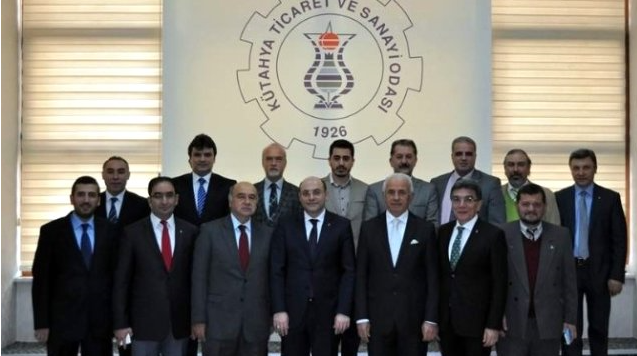 KÜTAHYA TİCARET VE SANAYİ ODASI
1926